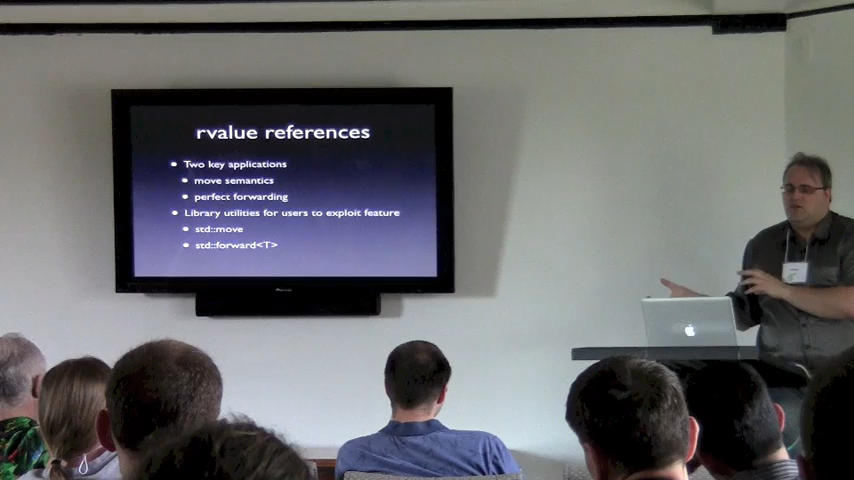 rvalue references
• Two key applications
• move semantics
• perfect forwarding
• Library utilities for users to exploit feature
• std::move
• std::forward<T>